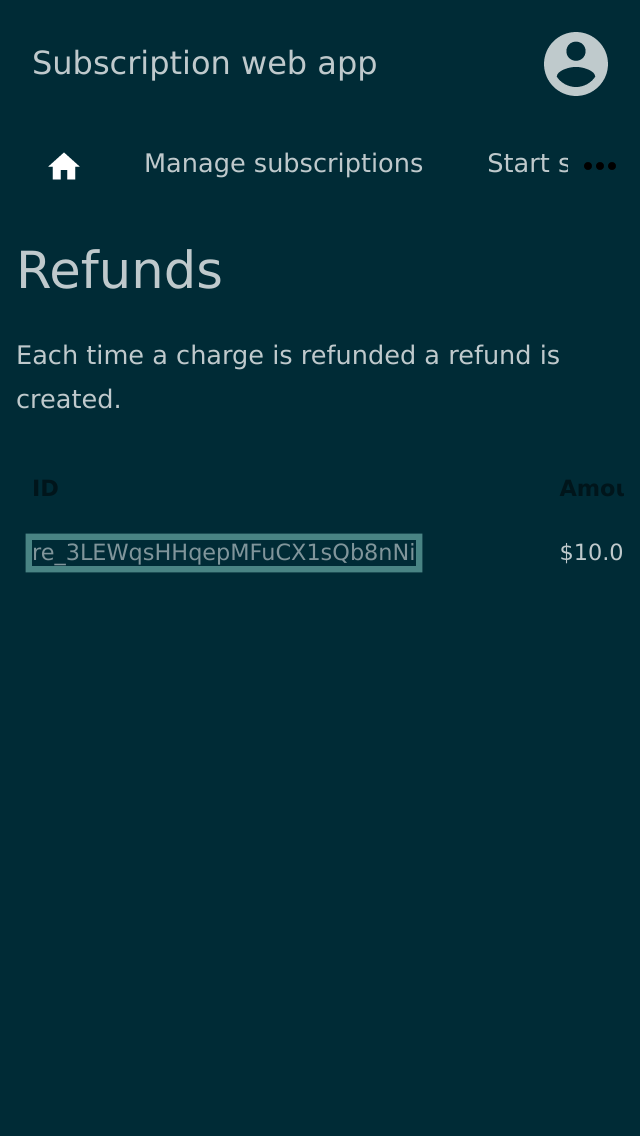 Subscription web app
Manage subscriptions Start s
Refunds
Each time a charge is refunded a refund is
created.
ID Amou
re_3LEWqsHHqepMFuCX1sQb8nNi $10.0